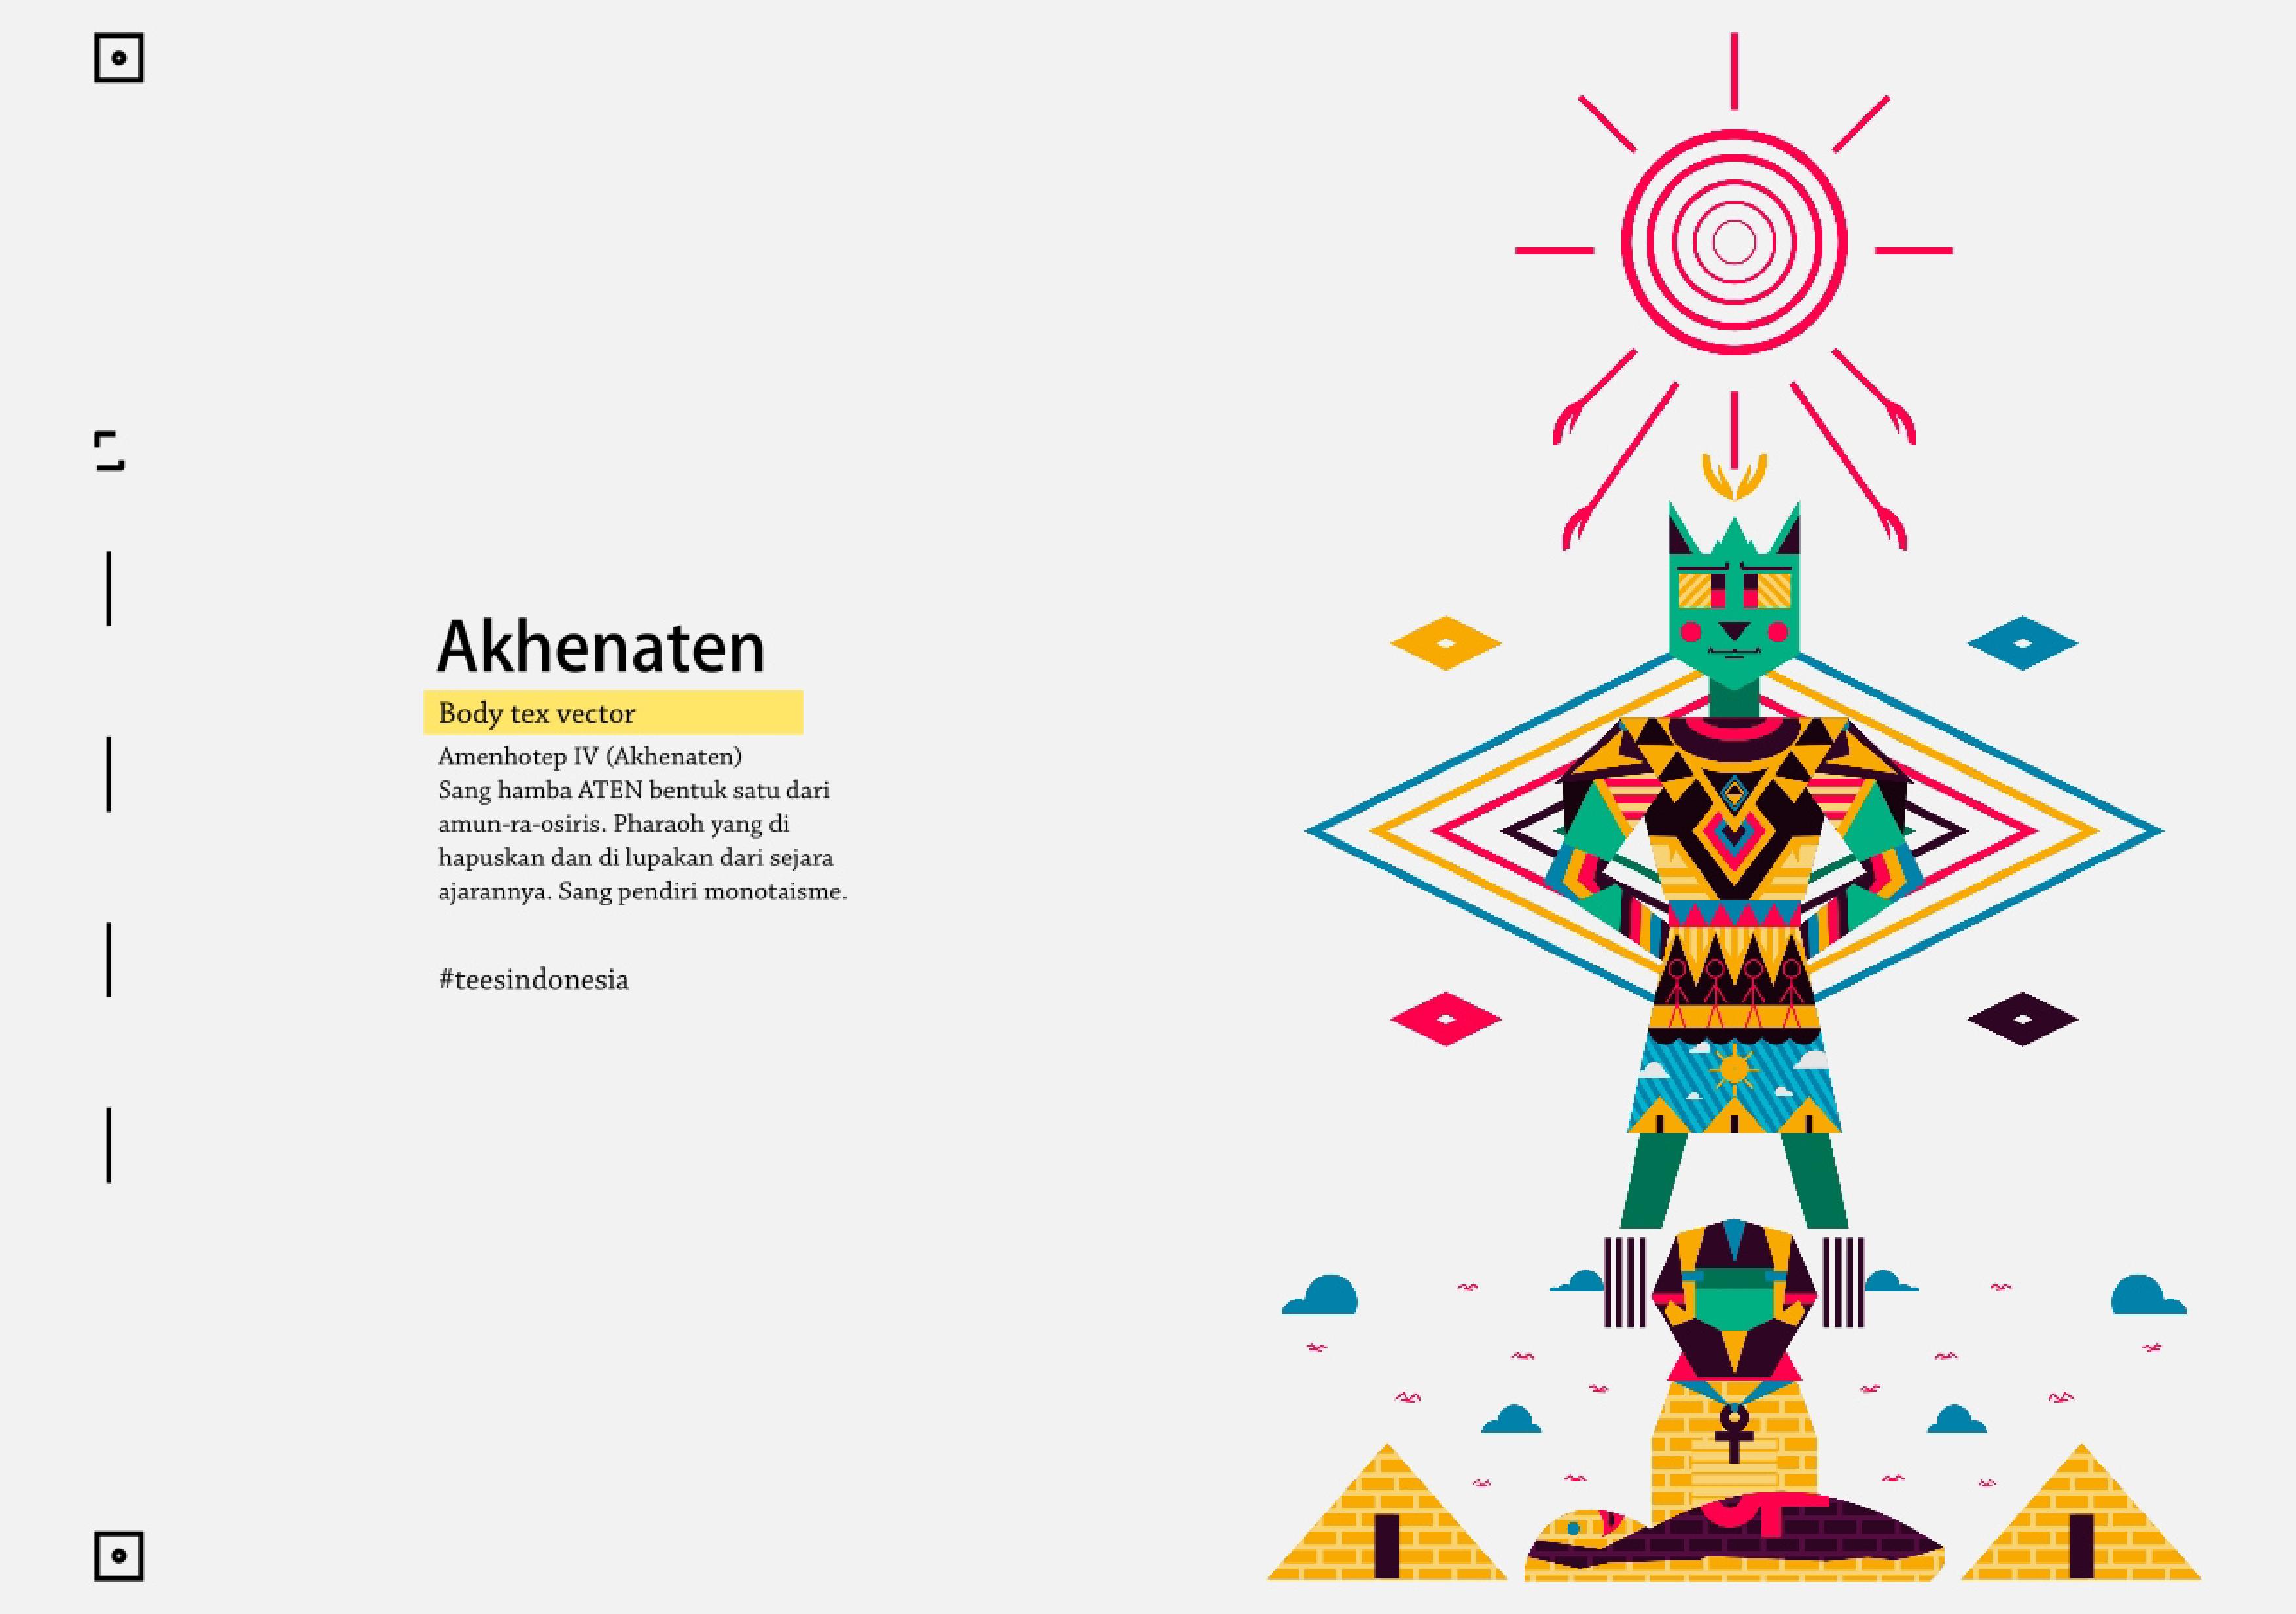 Akhenaten
Body tex vector
Amenhotep IV (Akhenaten)
Sang hamba ATEN bentuk satu dari
amun-ra-osiris. Pharaoh yang di
hapuskan dan di lupakan dari sejara
ajarannya. Sang pendiri monotaisme.
#teesindonesia